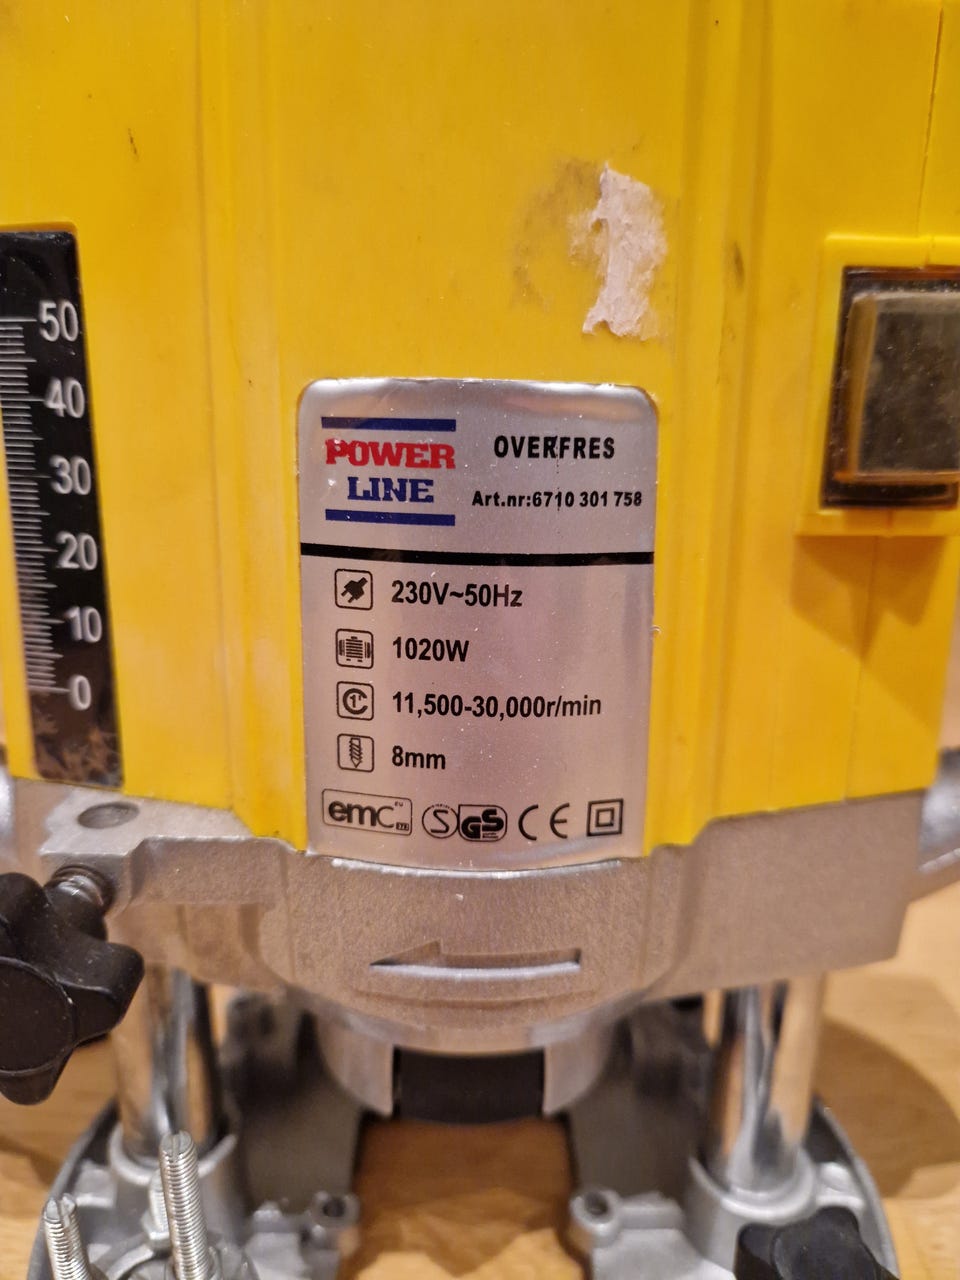 50
40
30
20
10
0
POWER
LINE
OVERFRES
Art.nr:6710 301 758
230V~50Hz
1020W
11,500-30,000r/min
8mm
emc
S
GS
CE